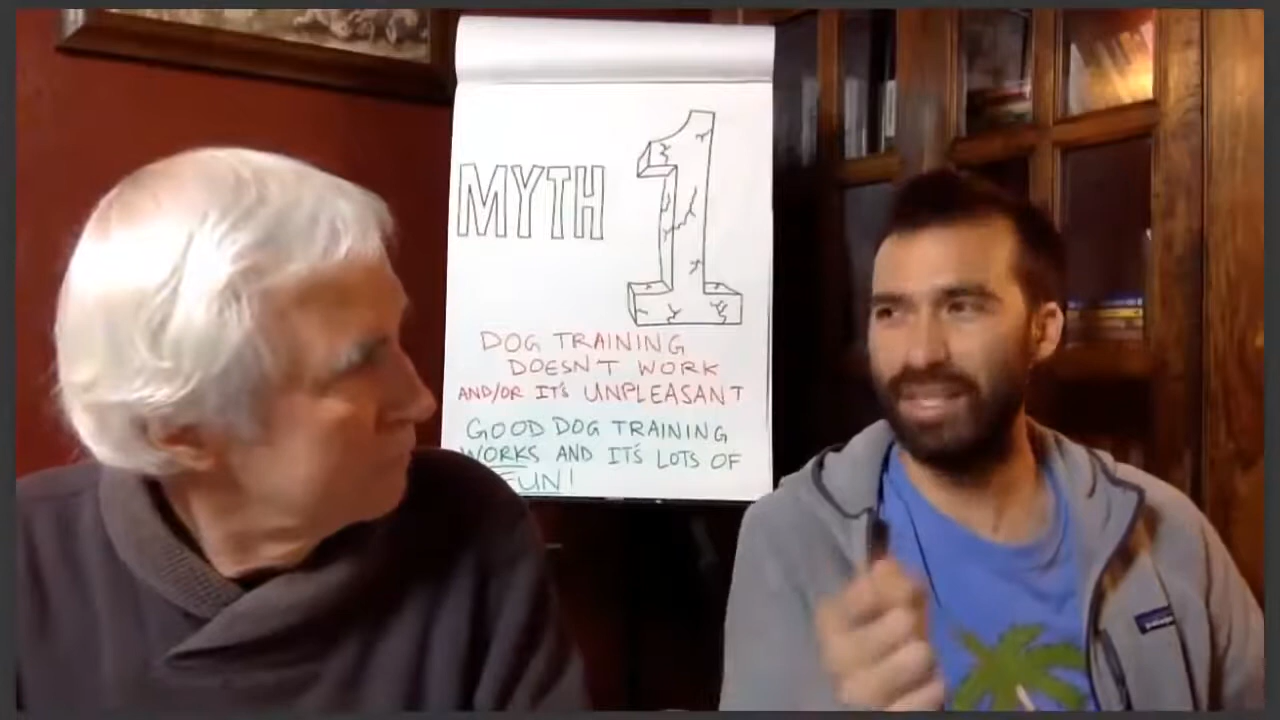 MYTH 1
DOG TRAINING
DOESN'T WORK
AND/OR IT'S UNPLEASANT
GOOD DOG TRAINING
WORKS AND IT'S LOTS OF
FUN!
patagonia